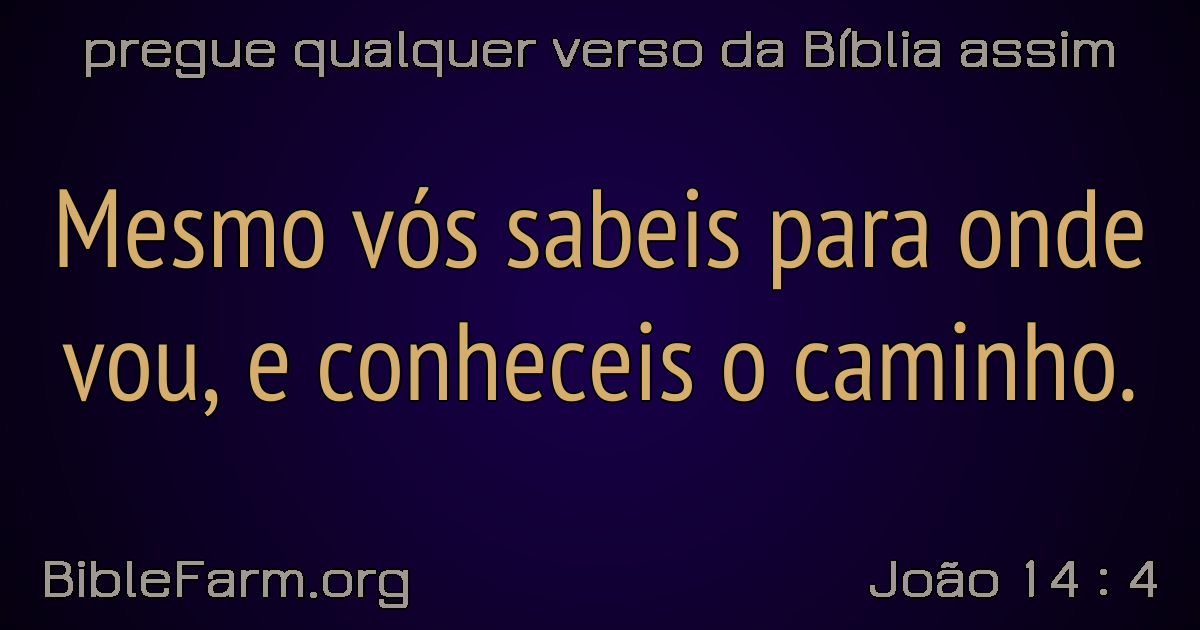 pregue qualquer verso da Bíblia assim
Mesmo vós sabeis para onde
vou, e conheceis o caminho.
BibleFarm.org
João 14 : 4